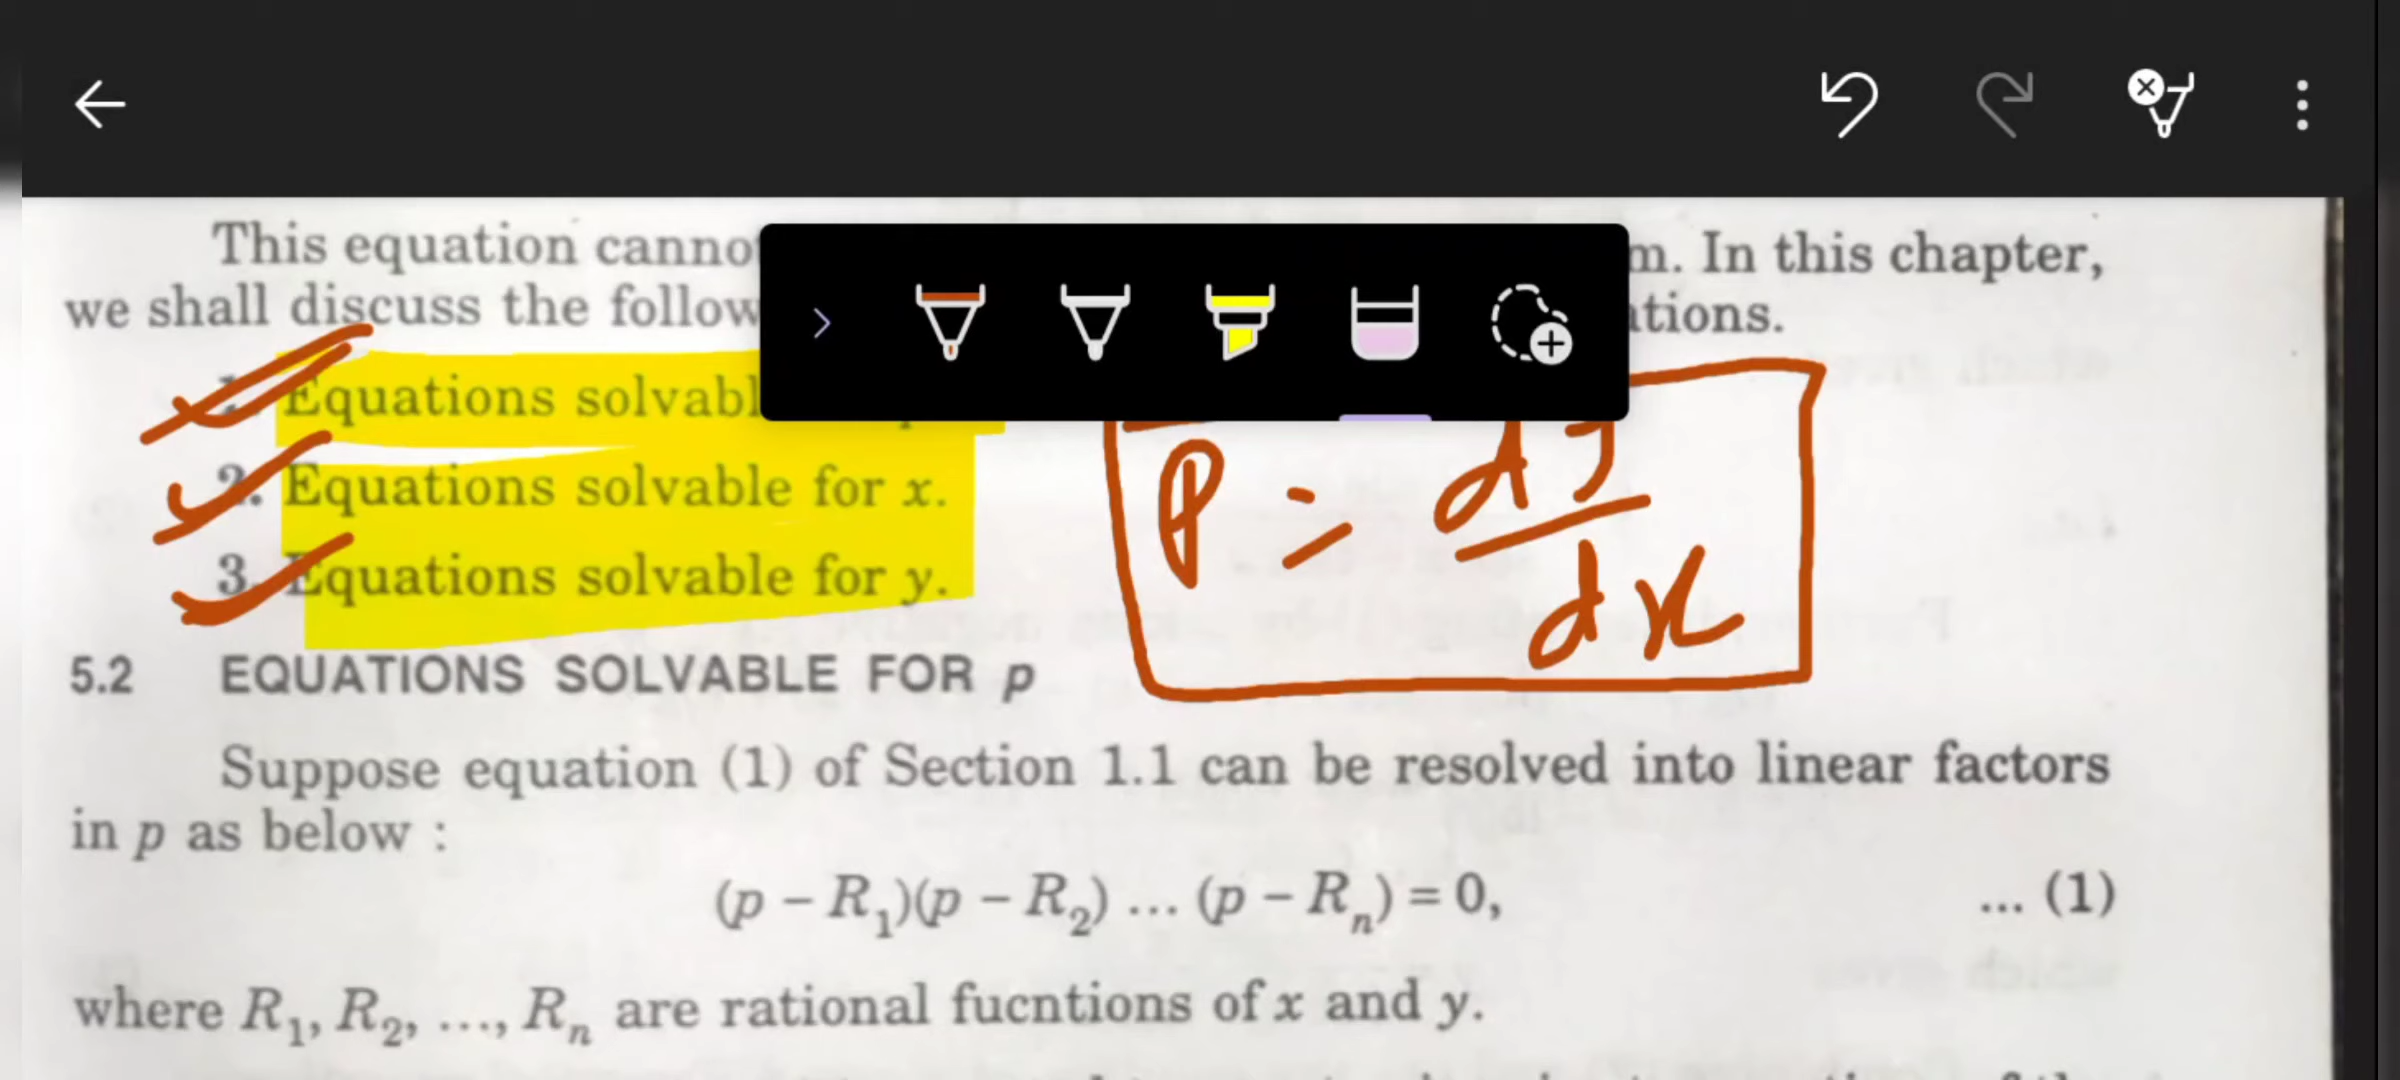 This equation canno m. In this chapter,
we shall discuss the follow tions.
Equations solvabl
2. Equations solvable for x.
3. Equations solvable for y.
P = dy
dx
5.2 EQUATIONS SOLVABLE FOR p
Suppose equation (1) of Section 1.1 can be resolved into linear factors
in p as below :
(p – R₁)(p – R₂) ... (p – Rₙ) = 0, ... (1)
where R₁, R₂, ..., Rₙ are rational fucntions of x and y.